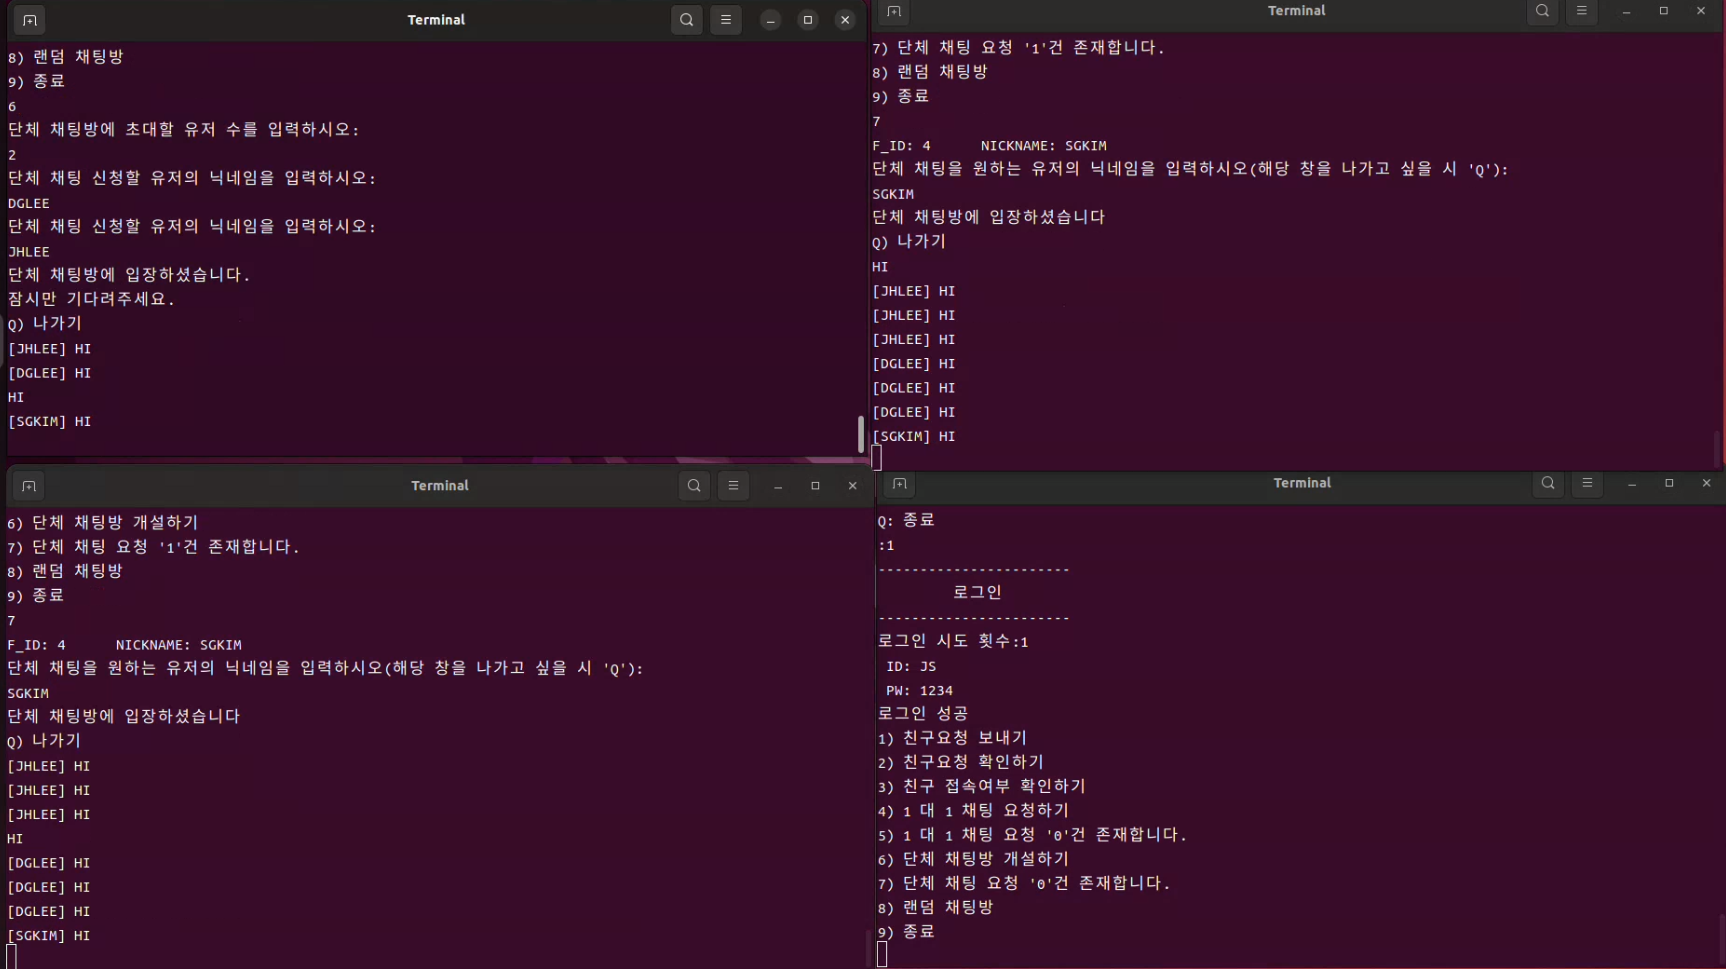 Terminal
8) 랜덤 채팅방
9) 종료
6
단체 채팅방에 초대할 유저 수를 입력하시오:
2
단체 채팅 신청할 유저의 닉네임을 입력하시오:
DGLEE
단체 채팅 신청할 유저의 닉네임을 입력하시오:
JHLEE
단체 채팅방에 입장하셨습니다.
잠시만 기다려주세요.
Q) 나가기
[JHLEE] HI
[DGLEE] HI
HI
[SGKIM] HI
Terminal
7) 단체 채팅 요청 '1'건 존재합니다.
8) 랜덤 채팅방
9) 종료
7
F_ID: 4 NICKNAME: SGKIM
단체 채팅을 원하는 유저의 닉네임을 입력하시오(해당 창을 나가고 싶을 시 'Q'):
SGKIM
단체 채팅방에 입장하셨습니다
Q) 나가기
HI
[JHLEE] HI
[JHLEE] HI
[JHLEE] HI
[DGLEE] HI
[DGLEE] HI
[DGLEE] HI
[SGKIM] HI
Terminal
6) 단체 채팅방 개설하기
7) 단체 채팅 요청 '1'건 존재합니다.
8) 랜덤 채팅방
9) 종료
7
F_ID: 4 NICKNAME: SGKIM
단체 채팅을 원하는 유저의 닉네임을 입력하시오(해당 창을 나가고 싶을 시 'Q'):
SGKIM
단체 채팅방에 입장하셨습니다
Q) 나가기
[JHLEE] HI
[JHLEE] HI
[JHLEE] HI
HI
[DGLEE] HI
[DGLEE] HI
[DGLEE] HI
[SGKIM] HI
Terminal
Q: 종료
:1
-----------------------
로그인
-----------------------
로그인 시도 횟수:1
ID: JS
PW: 1234
로그인 성공
1) 친구요청 보내기
2) 친구요청 확인하기
3) 친구 접속여부 확인하기
4) 1 대 1 채팅 요청하기
5) 1 대 1 채팅 요청 '0'건 존재합니다.
6) 단체 채팅방 개설하기
7) 단체 채팅 요청 '0'건 존재합니다.
8) 랜덤 채팅방
9) 종료